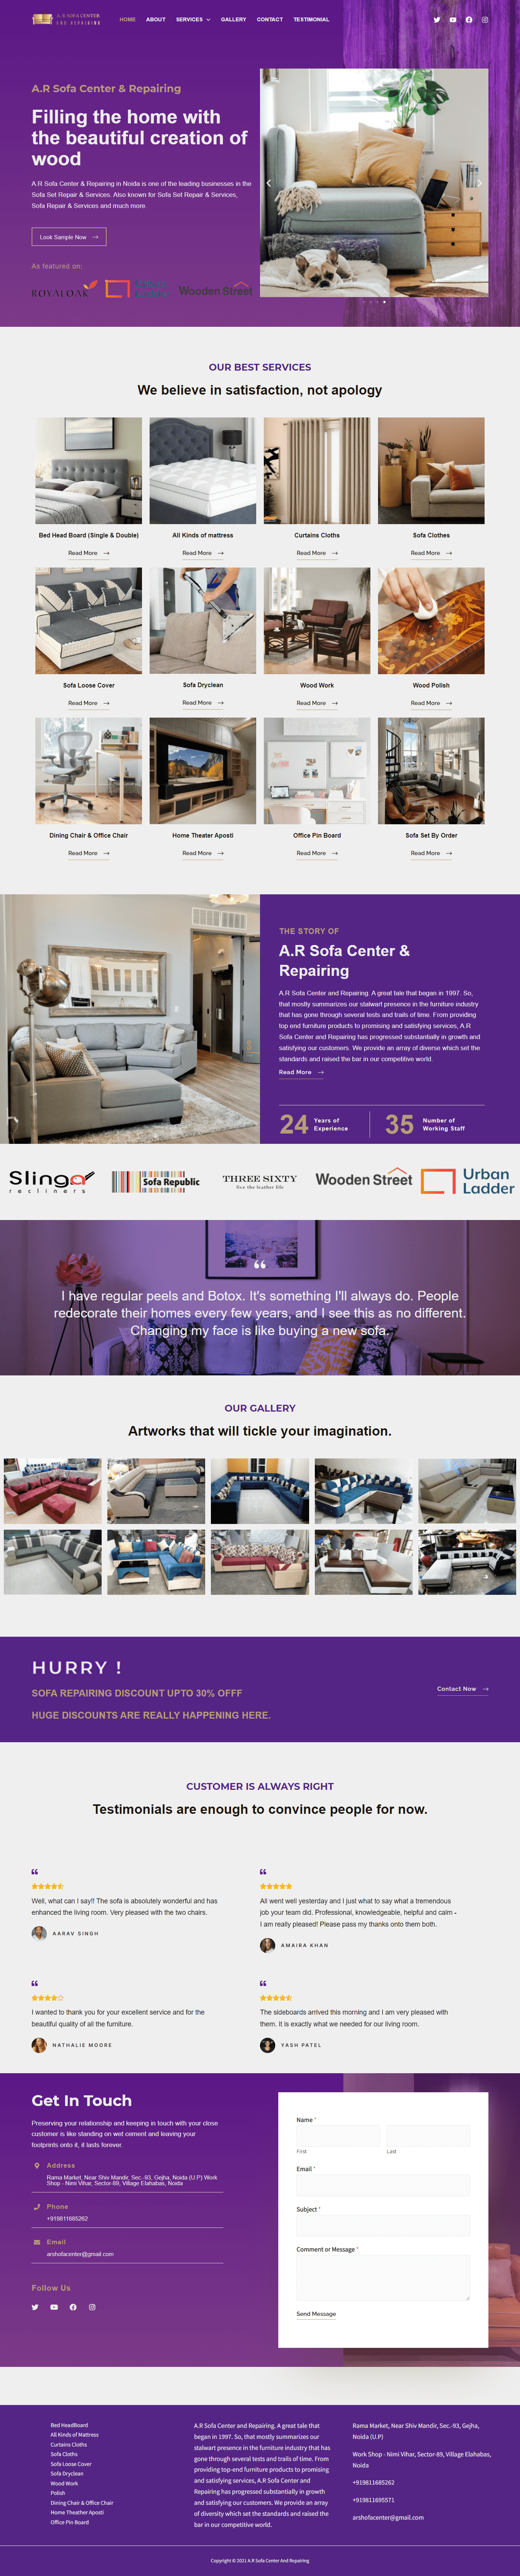 A.R SOFA CENTER
AND REPAIRING
HOME ABOUT SERVICES GALLERY CONTACT TESTIMONIAL
A.R Sofa Center & Repairing
Filling the home with
the beautiful creation of
wood
A.R Sofa Center & Repairing in Noida is one of the leading businesses in the
Sofa Set Repair & Services. Also known for Sofa Set Repair & Services,
Sofa Repair & Services and much more.
Look Sample Now
As featured on:
ROYALOAK
Urban
Ladder
Wooden Street
OUR BEST SERVICES
We believe in satisfaction, not apology
Bed Head Board (Single & Double)
Read More
All Kinds of mattress
Read More
Curtains Cloths
Read More
Sofa Clothes
Read More
Sofa Loose Cover
Read More
Sofa Dryclean
Read More
Wood Work
Read More
Wood Polish
Read More
Dining Chair & Office Chair
Read More
Home Theater Aposti
Read More
Office Pin Board
Read More
Sofa Set By Order
Read More
THE STORY OF
A.R Sofa Center &
Repairing
A.R Sofa Center and Repairing. A great tale that began in 1997. So,
that mostly summarizes our stalwart presence in the furniture industry
that has gone through several tests and trails of time. From providing
top end furniture products to promising and satisfying services, A.R
Sofa Center and Repairing has progressed substantially in growth and
satisfying our customers. We provide an array of diverse which set the
standards and raised the bar in our competitive world.
Read More
24 Years of
Experience
35 Number of
Working Staff
Slinga
recliners
Sofa Republic
THREE SIXTY
live the leather life
Wooden Street
Urban
Ladder
“
I have regular peels and Botox. It's something I'll always do. People
redecorate their homes every few years, and I see this as no different.
Changing my face is like buying a new sofa.
OUR GALLERY
Artworks that will tickle your imagination.
HURRY !
SOFA REPAIRING DISCOUNT UPTO 30% OFFF
HUGE DISCOUNTS ARE REALLY HAPPENING HERE.
Contact Now
CUSTOMER IS ALWAYS RIGHT
Testimonials are enough to convince people for now.
Well, what can I say!! The sofa is absolutely wonderful and has
enhanced the living room. Very pleased with the two chairs.
AARAV SINGH
All went well yesterday and I just what to say what a tremendous
job your team did. Professional, knowledgeable, helpful and calm -
I am really pleased! Please pass my thanks onto them both.
AMAIRA KHAN
I wanted to thank you for your excellent service and for the
beautiful quality of all the furniture.
NATHALIE MOORE
The sideboards arrived this morning and I am very pleased with
them. It is exactly what we needed for our living room.
YASH PATEL
Get In Touch
Preserving your relationship and keeping in touch with your close
customer is like standing on wet cement and leaving your
footprints onto it, it lasts forever.
Address
Rama Market, Near Shiv Mandir, Sec.-93, Gejha, Noida (U.P) Work
Shop - Nimi Vihar, Sector-89, Village Elahabas, Noida
Phone
+919811685262
Email
arshofacenter@gmail.com
Follow Us
Name *
First
Last
Email *
Subject *
Comment or Message *
Send Message
Bed HeadBoard
All Kinds of Mattress
Curtains Cloths
Sofa Cloths
Sofa Loose Cover
Sofa Dryclean
Wood Work
Polish
Dining Chair & Office Chair
Home Theather Aposti
Office Pin Board
A.R Sofa Center and Repairing. A great tale that
began in 1997. So, that mostly summarizes our
stalwart presence in the furniture industry that has
gone through several tests and trails of time. From
providing top-end furniture products to promising
and satisfying services, A.R Sofa Center and
Repairing has progressed substantially in growth
and satisfying our customers. We provide an array
of diversity which set the standards and raised the
bar in our competitive world.
Rama Market, Near Shiv Mandir, Sec.-93, Gejha,
Noida (U.P)
Work Shop - Nimi Vihar, Sector-89, Village Elahabas,
Noida
+919811685262
+919811695571
arshofacenter@gmail.com
Copyright © 2021 A.R Sofa Center And Repairing